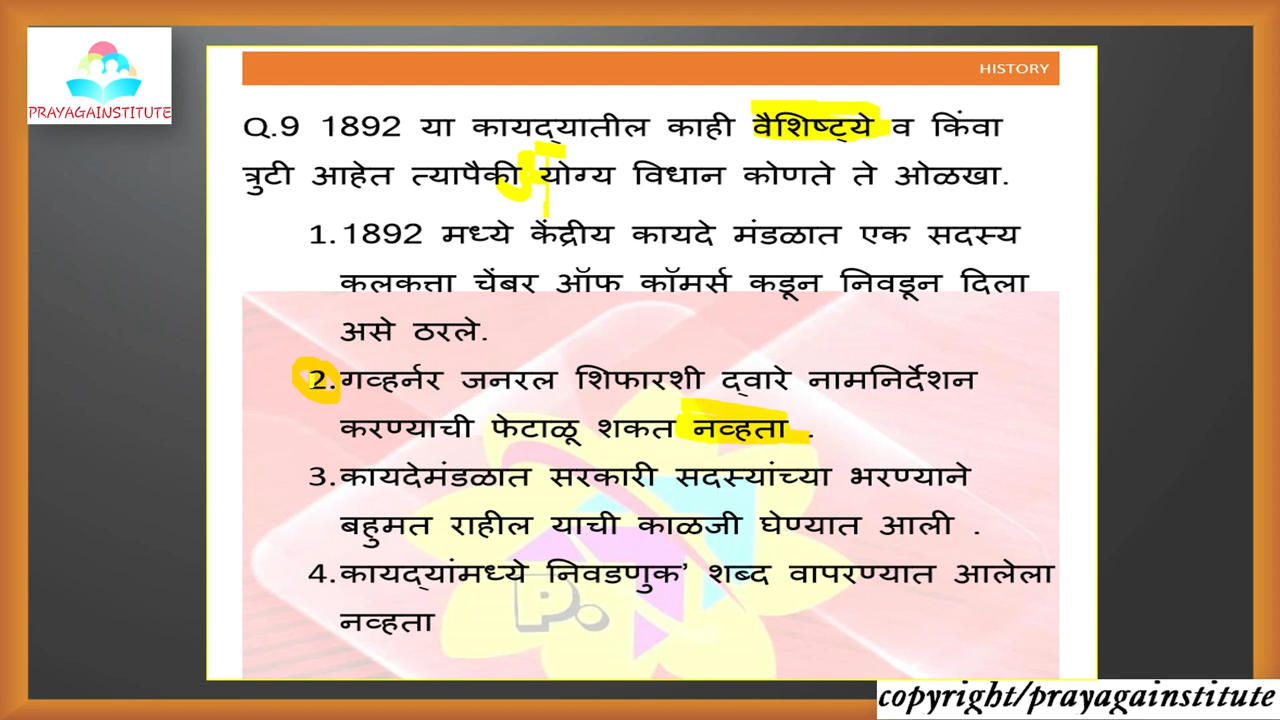 PRAYAGAINSTITUTE
HISTORY
Q.9 1892 या कायद्यातील काही वैशिष्ट्ये व किंवा
त्रुटी आहेत त्यापैकी योग्य विधान कोणते ते ओळखा.
1. 1892 मध्ये केंद्रीय कायदे मंडळात एक सदस्य
कलकत्ता चेंबर ऑफ कॉमर्स कडून निवडून दिला
असे ठरले.
2. गव्हर्नर जनरल शिफारशी द्वारे नामनिर्देशन
करण्याची फेटाळू शकत नव्हता .
3. कायदेमंडळात सरकारी सदस्यांच्या भरण्याने
बहुमत राहील याची काळजी घेण्यात आली .
4. कायद्यांमध्ये निवडणुक’ शब्द वापरण्यात आलेला
नव्हता
P.
copyright/prayagainstitute